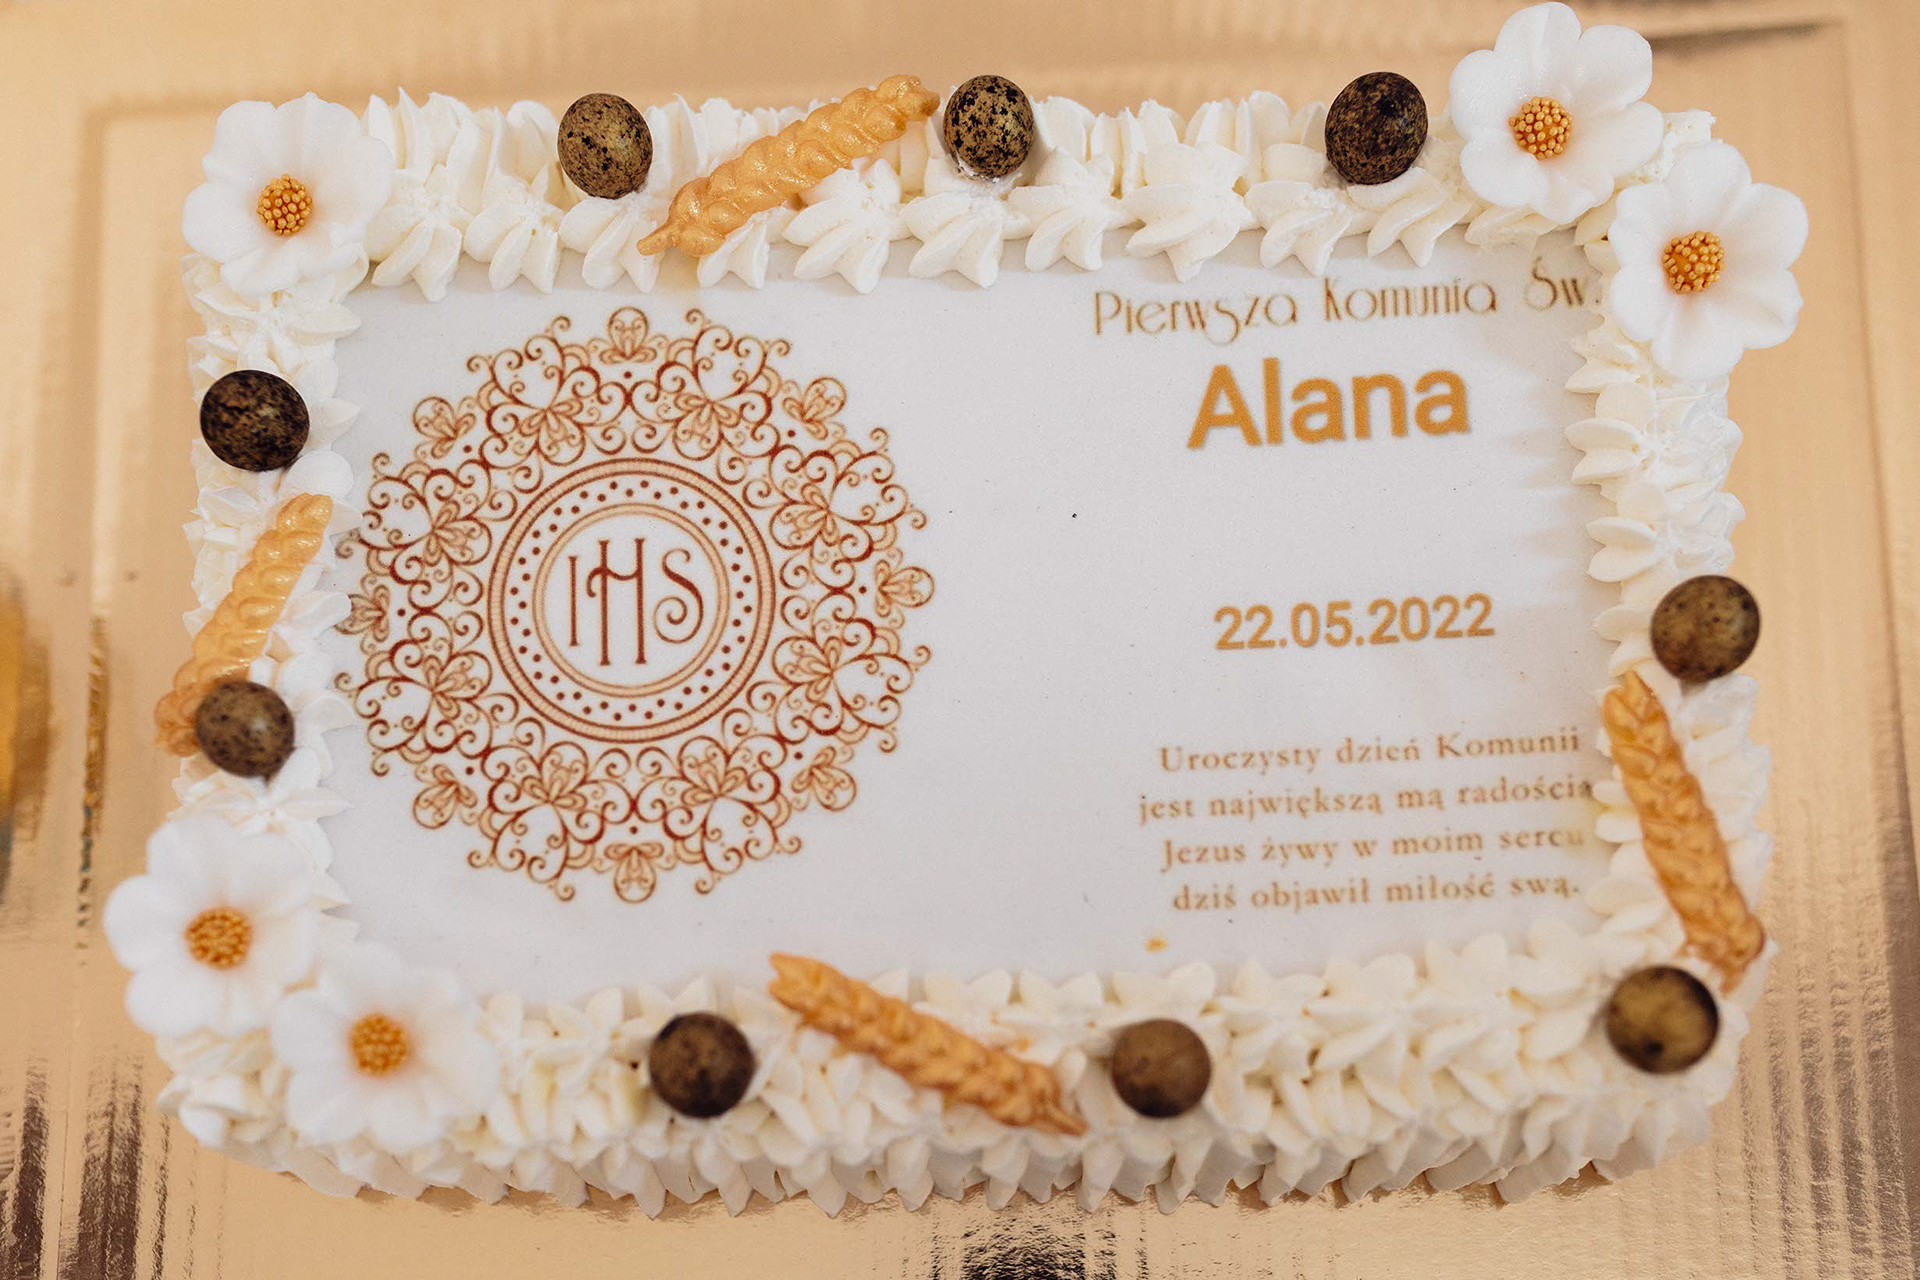 IHS
Pierwsza Komunia Św.
Alana
22.05.2022
Uroczysty dzień Komunii
jest największą mą radością
Jezus żywy w moim sercu
dziś objawił miłość swą.